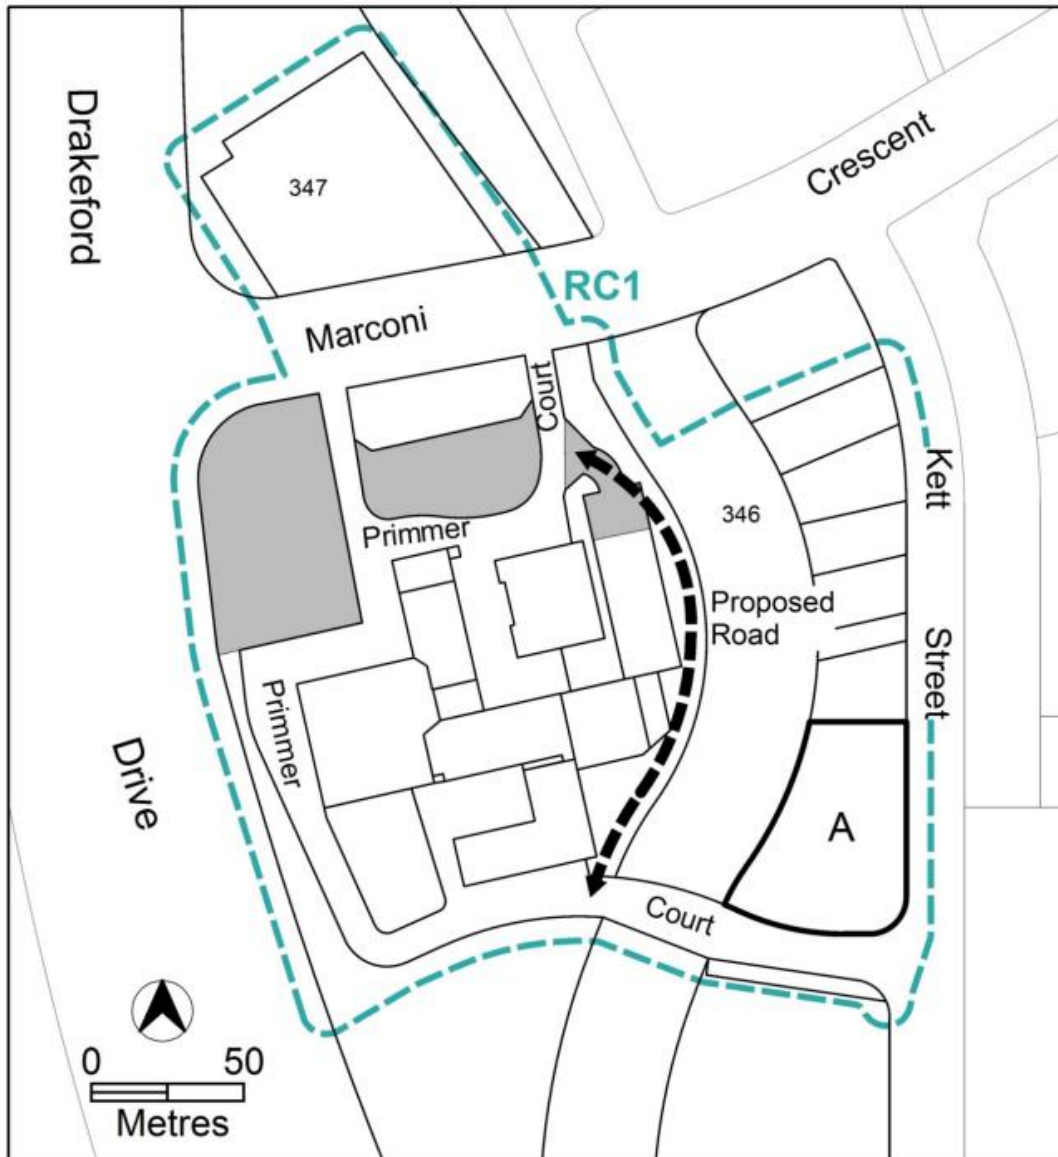 Drakeford
Crescent
347
RC1
Marconi
Court
Kett
Primmer
346
Proposed
Road
Street
Primmer
Drive
A
Court
0 50
Metres